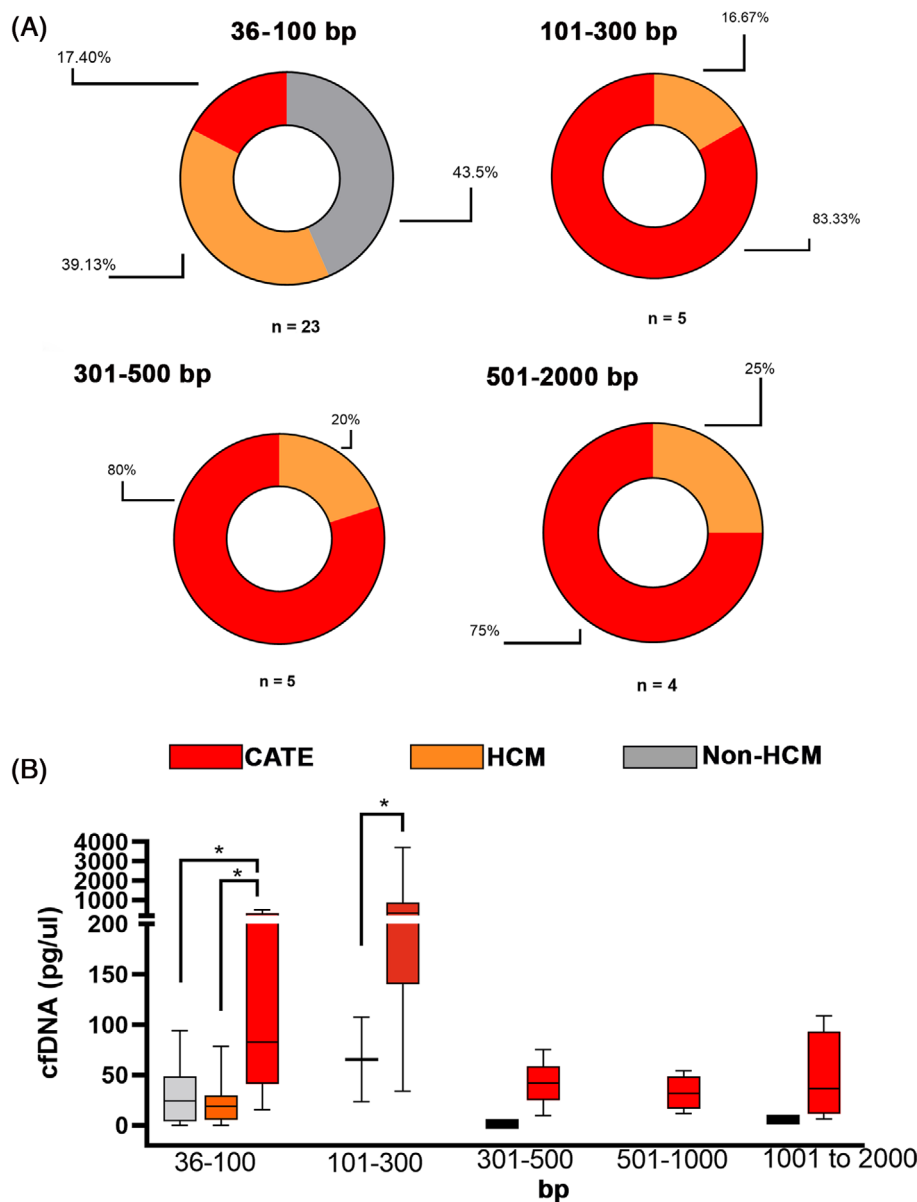 (A)
36-100 bp
101-300 bp
17.40%
16.67%
43.5%
83.33%
39.13%
n = 23
n = 5
301-500 bp
501-2000 bp
20%
25%
80%
75%
n = 5
n = 4
(B)
CATE
HCM
Non-HCM
*
*
*
4000
3000
2000
1000
200
150
100
50
0
cfDNA (pg/ul)
36-100
101-300
301-500
501-1000
1001 to 2000
bp